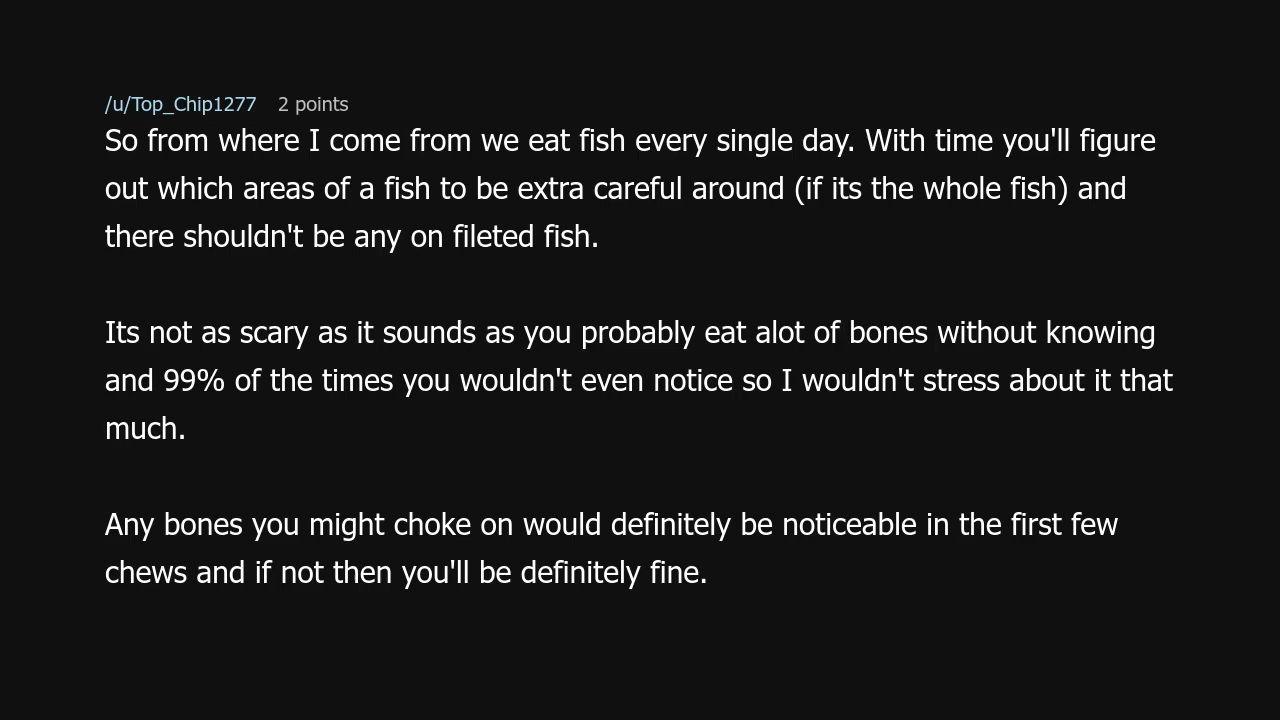 /u/Top_Chip1277 2 points
So from where I come from we eat fish every single day. With time you'll figure
out which areas of a fish to be extra careful around (if its the whole fish) and
there shouldn't be any on fileted fish.
Its not as scary as it sounds as you probably eat alot of bones without knowing
and 99% of the times you wouldn't even notice so I wouldn't stress about it that
much.
Any bones you might choke on would definitely be noticeable in the first few
chews and if not then you'll be definitely fine.